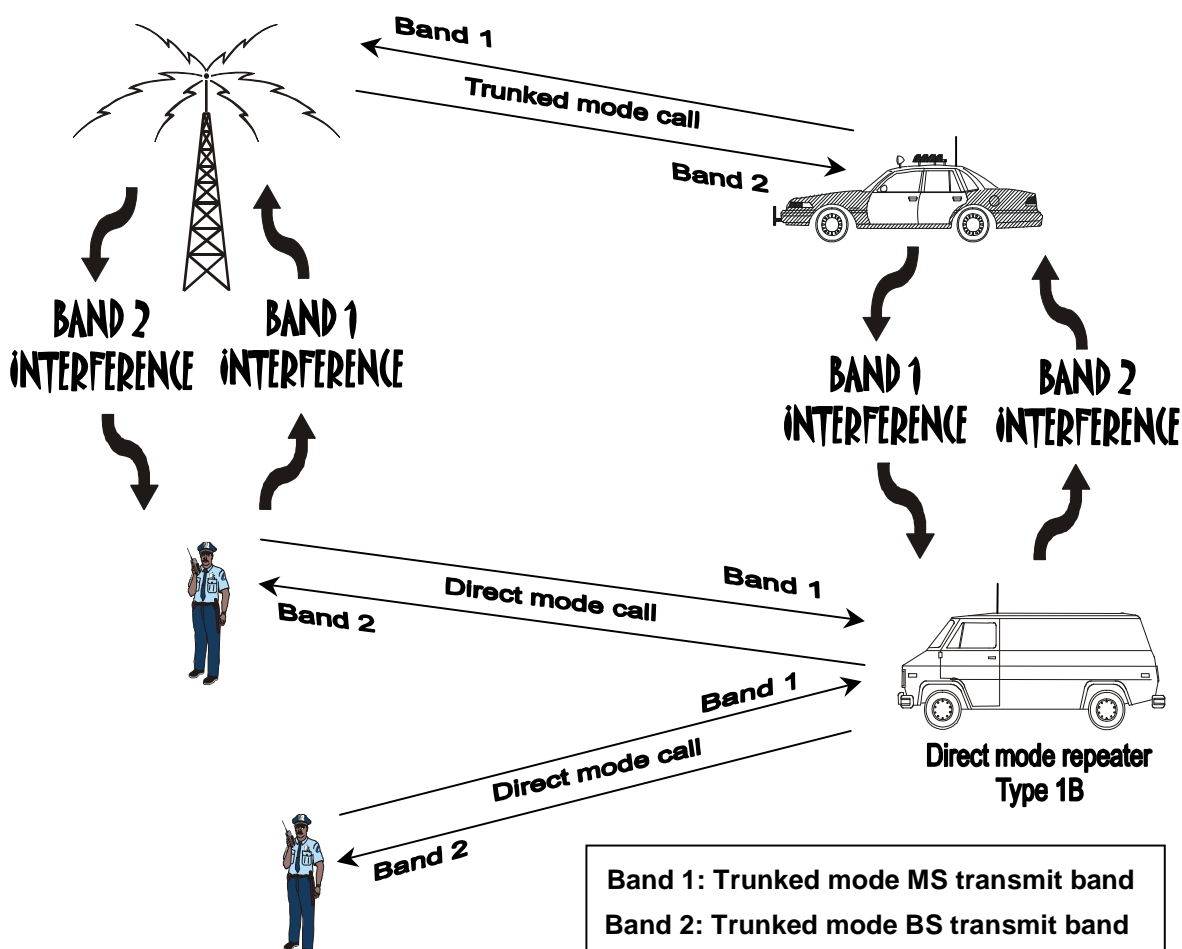 Band 1
Trunked mode call
Band 2
BAND 2
INTERFERENCE
BAND 1
INTERFERENCE
BAND 1
INTERFERENCE
BAND 2
INTERFERENCE
Band 1
Direct mode call
Band 2
Band 1
Direct mode call
Band 2
Direct mode repeater
Type 1B
Band 1: Trunked mode MS transmit band
Band 2: Trunked mode BS transmit band